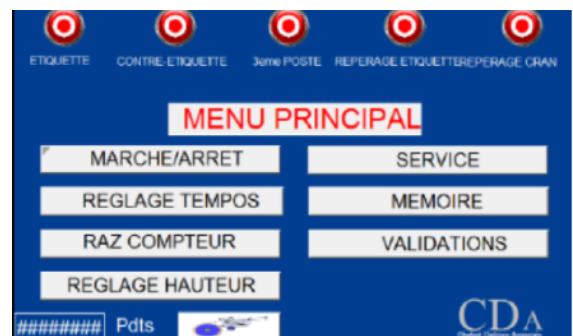 ETIQUETTE CONTRE-ETIQUETTE 3eme POSTE REPERAGE ETIQUETTE REPERAGE CRAN
MENU PRINCIPAL
MARCHE/ARRET SERVICE
REGLAGE TEMPOS MEMOIRE
RAZ COMPTEUR VALIDATIONS
REGLAGE HAUTEUR
######## Pdts CDA